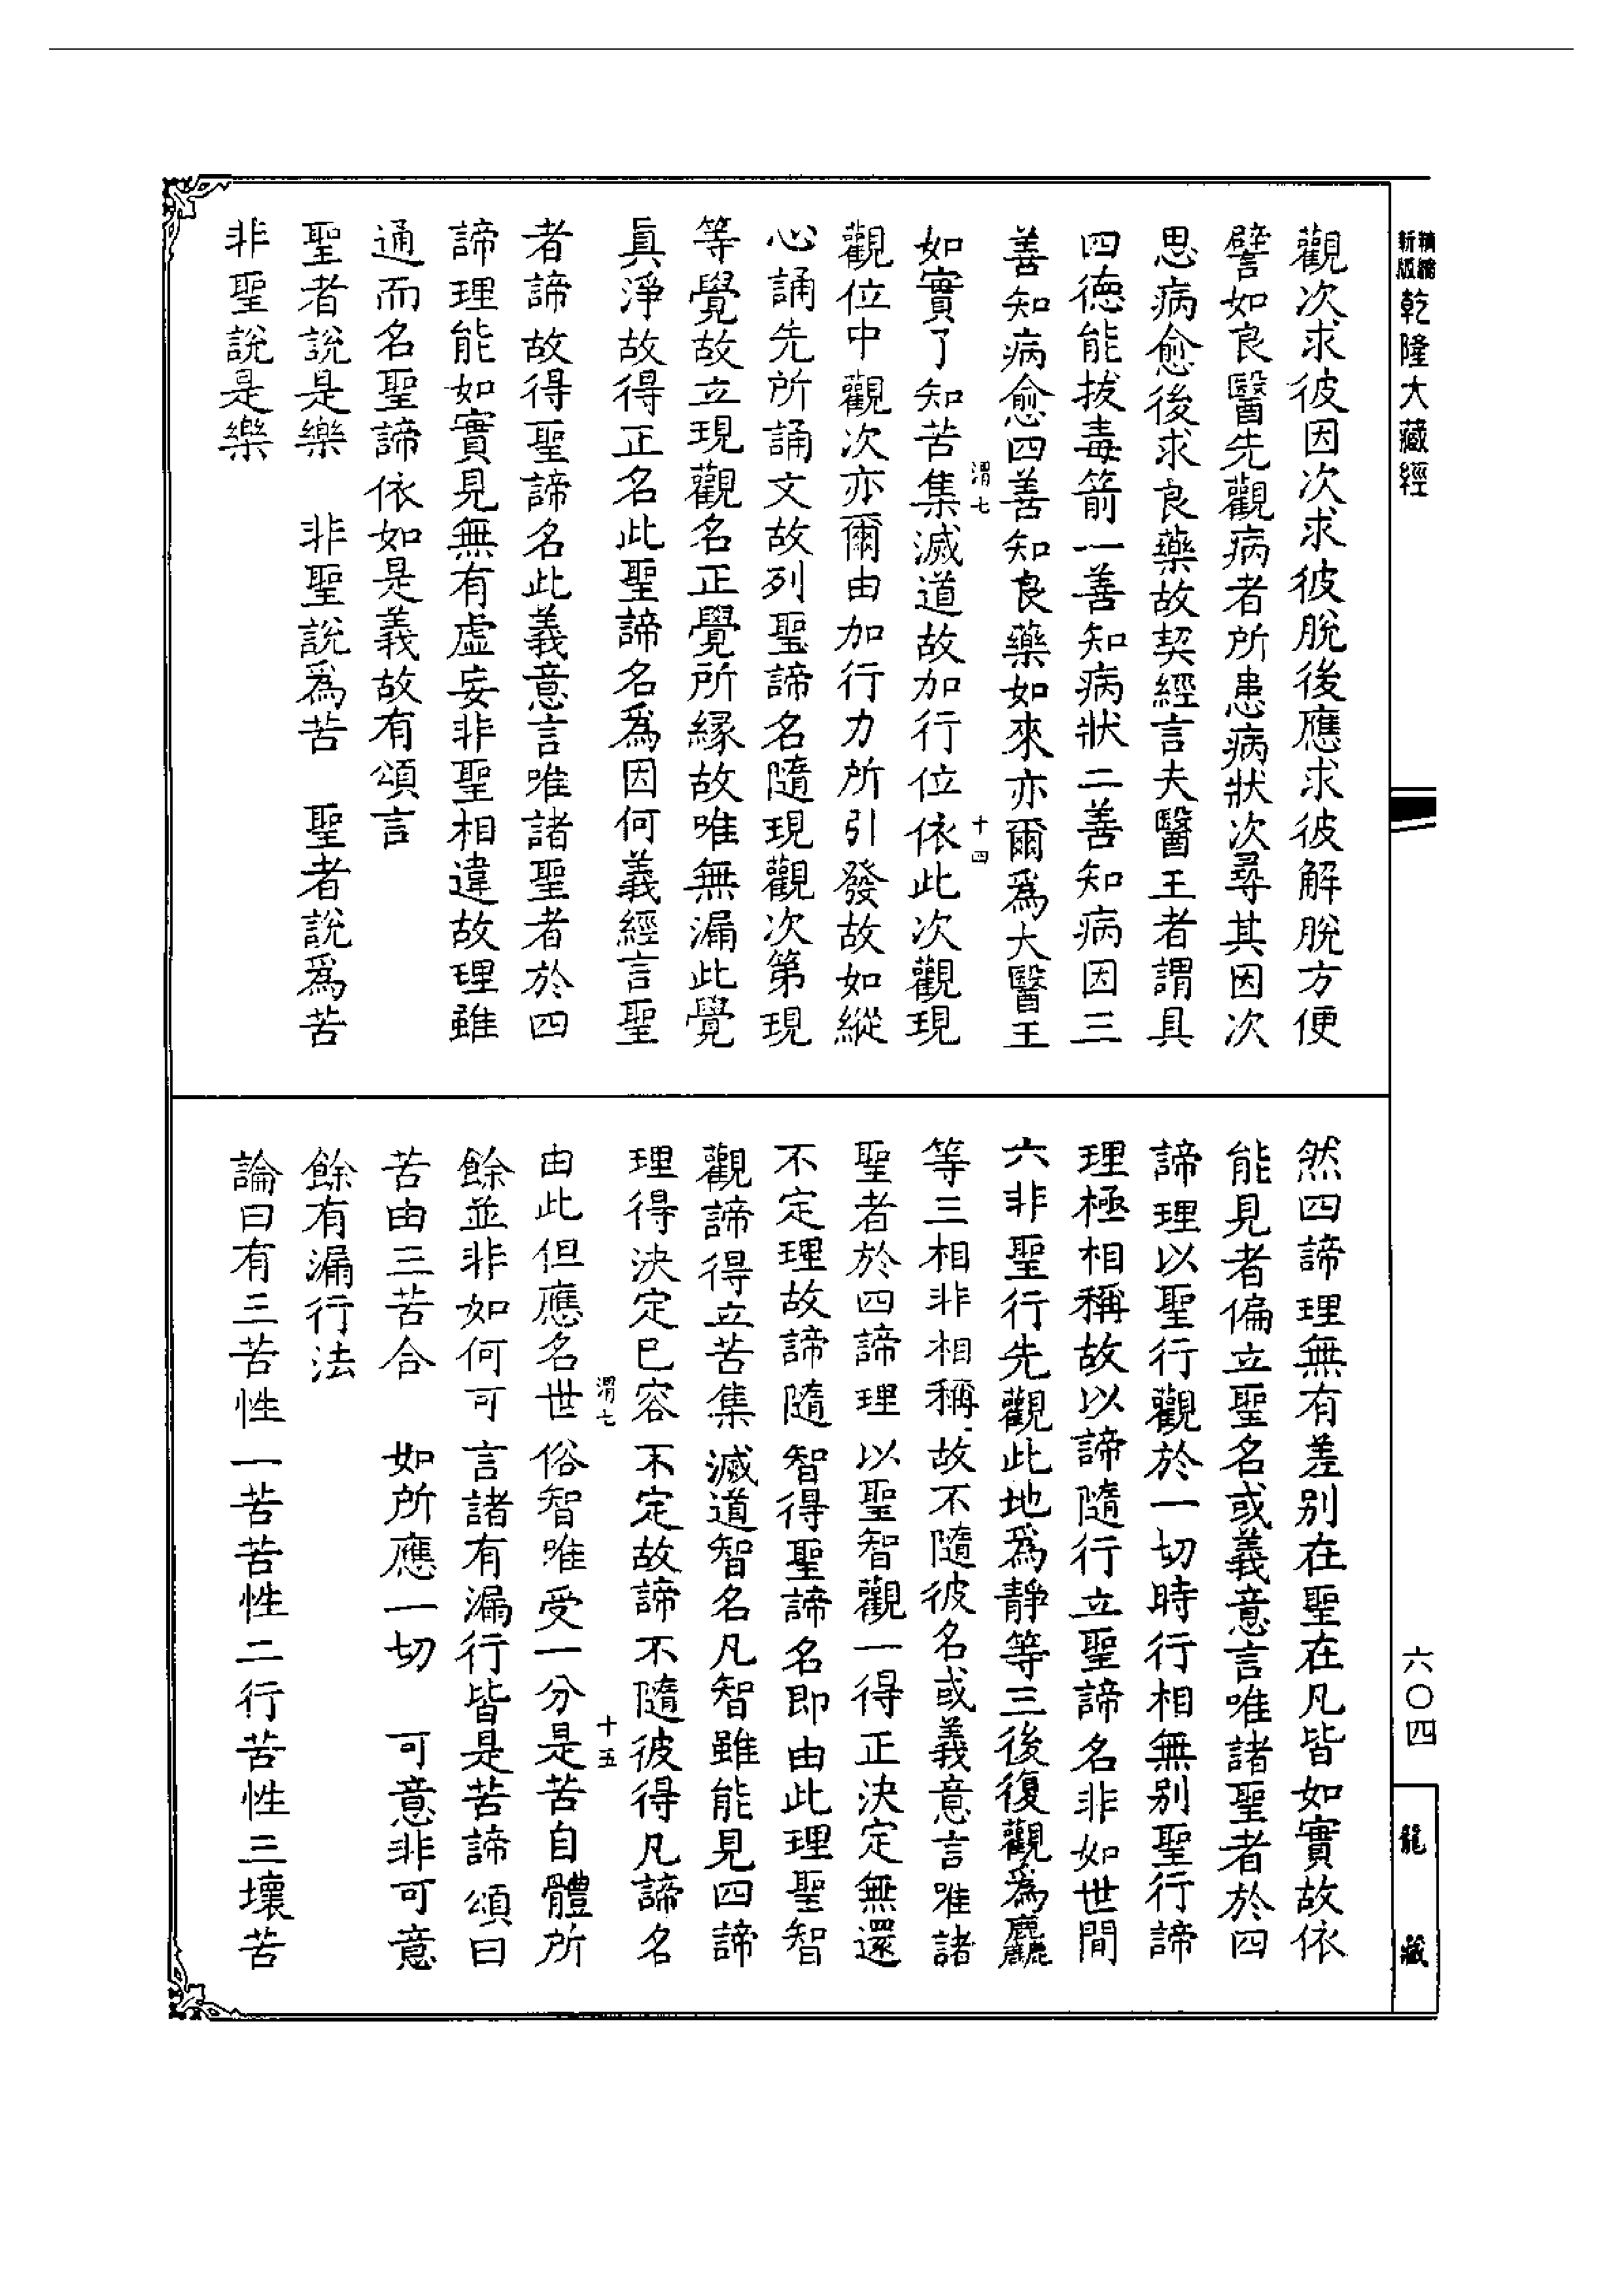 精縮新版乾隆大藏經
觀次求彼因次求彼脫後應求彼解脫方便
譬如良醫先觀病者所患病狀次尋其因次
思病愈後求良藥故契經言夫醫王者謂具
四德能拔毒箭一善知病狀二善知病因三
善知病愈四善知良藥如來亦爾爲大醫王
渭七 十四
如實了知苦集滅道故加行位依此次觀現
觀位中觀次亦爾由加行力所引發故如縱
心誦先所誦文故列聖諦名隨現觀次第現
等覺故立現觀名正覺所緣故唯無漏此覺
眞淨故得正名此聖諦名爲因何義經言聖
者諦故得聖諦名此義意言唯諸聖者於四
諦理能如實見無有虛妄非聖相違故理雖
通而名聖諦依如是義故有頌言
聖者說是樂 非聖說爲苦 聖者說爲苦
非聖說是樂
然四諦理無有差别在聖在凡皆如實故依
能見者偏立聖名或義意言唯諸聖者於四
諦理以聖行觀於一切時行相無别聖行諦
理極相稱故以諦隨行立聖諦名非如世間
六非聖行先觀此地爲靜等三後復觀爲麤
等三相非相稱故不隨彼名或義意言唯諸
聖者於四諦理以聖智觀一得正決定無還
不定理故諦隨智得聖諦名即由此理聖智
觀諦得立苦集滅道智名凡智雖能見四諦
理得決定已容不定故諦不隨彼得凡諦名
渭七 十五
由此但應名世俗智唯受一分是苦自體所
餘並非如何可言諸有漏行皆是苦諦頌曰
苦由三苦合 如所應一切 可意非可意
餘有漏行法
論曰有三苦性一苦苦性二行苦性三壞苦
六〇四
龍藏